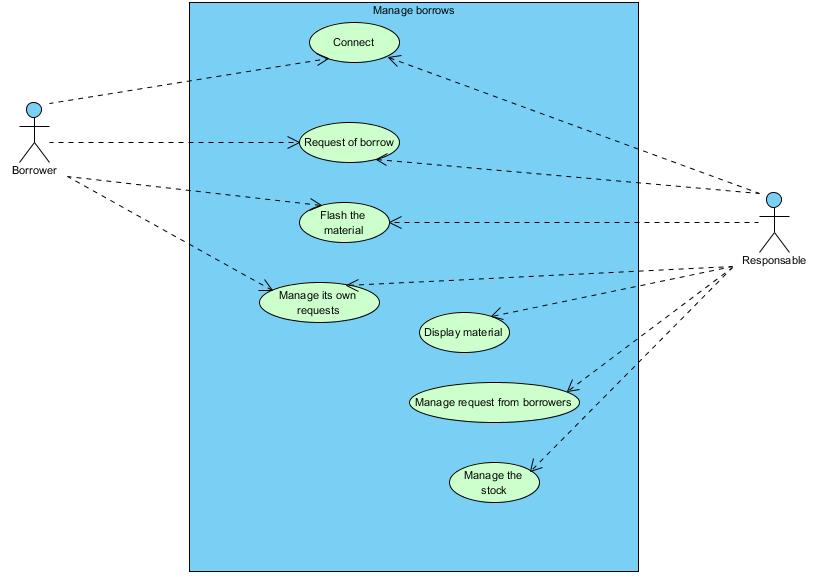 Manage borrows
Connect
Request of borrow
Borrower
Flash the
material
Responsable
Manage its own
requests
Display material
Manage request from borrowers
Manage the
stock